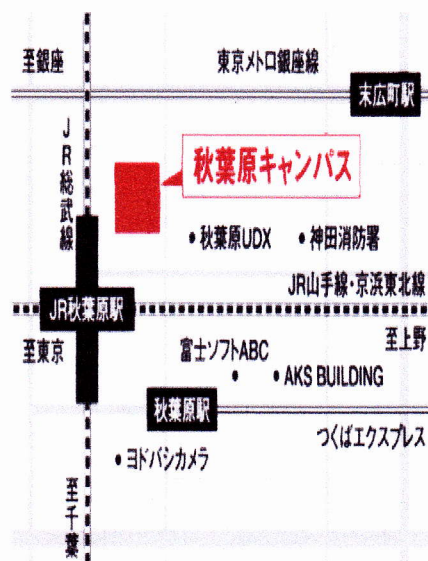 至銀座
東京メトロ銀座線
末広町駅
JR総武線
秋葉原キャンパス
・秋葉原UDX
・神田消防署
JR山手線・京浜東北線
JR秋葉原駅
至東京
至上野
富士ソフトABC
・AKS BUILDING
秋葉原駅
つくばエクスプレス
・ヨドバシカメラ
至千葉